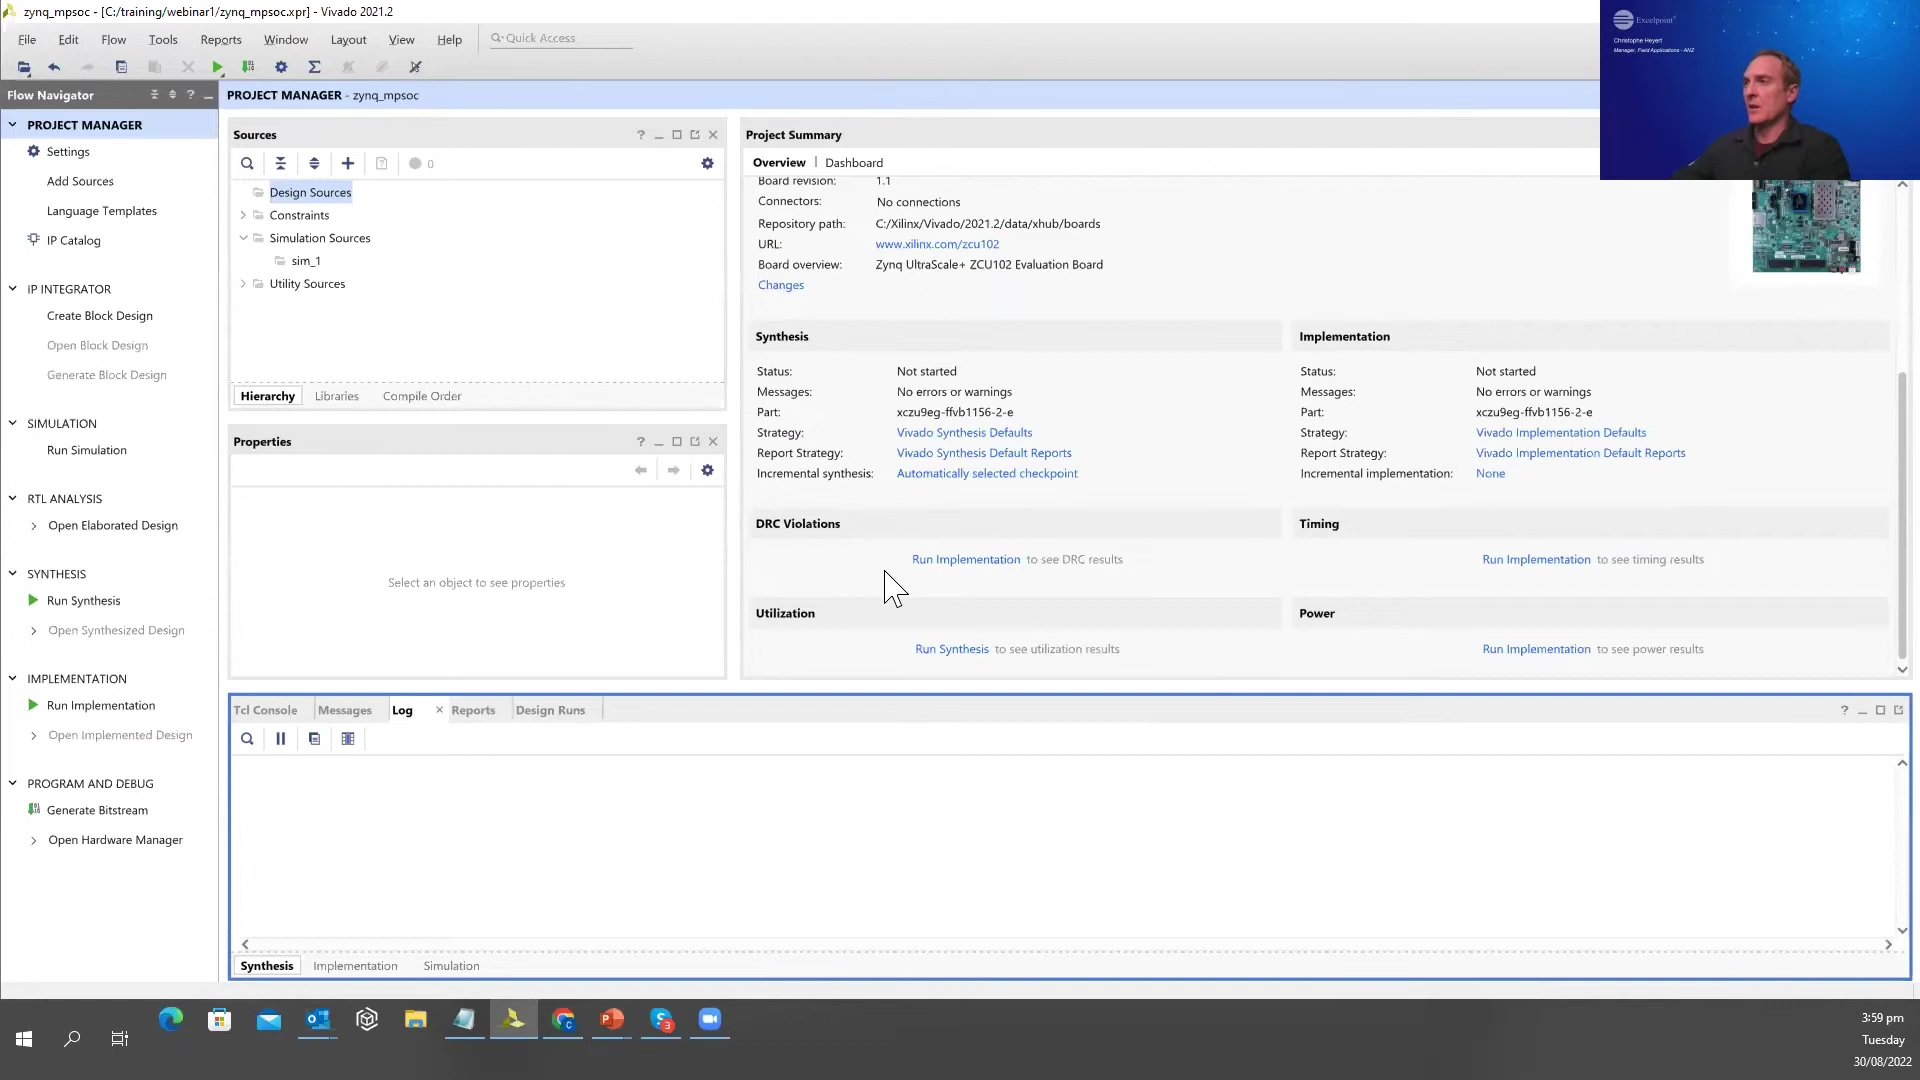 zynq_mpsoc - [C:/training/webinar1/zynq_mpsoc.xpr] - Vivado 2021.2
File Edit Flow Tools Reports Window Layout View Help Quick Access
Excelpoint
Christophe Heyert
Manager, Field Applications - ANZ
Flow Navigator
PROJECT MANAGER
Settings
Add Sources
Language Templates
IP Catalog
IP INTEGRATOR
Create Block Design
Open Block Design
Generate Block Design
SIMULATION
Run Simulation
RTL ANALYSIS
Open Elaborated Design
SYNTHESIS
Run Synthesis
Open Synthesized Design
IMPLEMENTATION
Run Implementation
Open Implemented Design
PROGRAM AND DEBUG
Generate Bitstream
Open Hardware Manager
PROJECT MANAGER - zynq_mpsoc
Sources
0
Design Sources
Constraints
Simulation Sources
sim_1
Utility Sources
Hierarchy Libraries Compile Order
Properties
Select an object to see properties
Project Summary
Overview | Dashboard
Board revision: 1.1
Connectors: No connections
Repository path: C:/Xilinx/Vivado/2021.2/data/xhub/boards
URL: www.xilinx.com/zcu102
Board overview: Zynq UltraScale+ ZCU102 Evaluation Board
Changes
Synthesis
Status: Not started
Messages: No errors or warnings
Part: xczu9eg-ffvb1156-2-e
Strategy: Vivado Synthesis Defaults
Report Strategy: Vivado Synthesis Default Reports
Incremental synthesis: Automatically selected checkpoint
Implementation
Status: Not started
Messages: No errors or warnings
Part: xczu9eg-ffvb1156-2-e
Strategy: Vivado Implementation Defaults
Report Strategy: Vivado Implementation Default Reports
Incremental implementation: None
DRC Violations
Run Implementation to see DRC results
Timing
Run Implementation to see timing results
Utilization
Run Synthesis to see utilization results
Power
Run Implementation to see power results
Tcl Console Messages Log Reports Design Runs
Synthesis Implementation Simulation
3:59 pm
Tuesday
30/08/2022